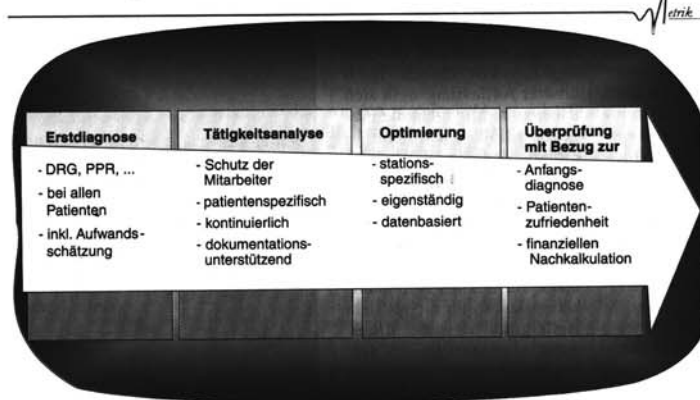 etrik
Erstdiagnose
- DRG, PPR, ...
- bei allen
Patienten
- inkl. Aufwands-
schätzung
Tätigkeitsanalyse
- Schutz der
Mitarbeiter
- patientenspezifisch
- kontinuierlich
- dokumentations-
unterstützend
Optimierung
- stations-
spezifisch
- eigenständig
- datenbasiert
Überprüfung
mit Bezug zur
- Anfangs-
diagnose
- Patienten-
zufriedenheit
- finanziellen
Nachkalkulation